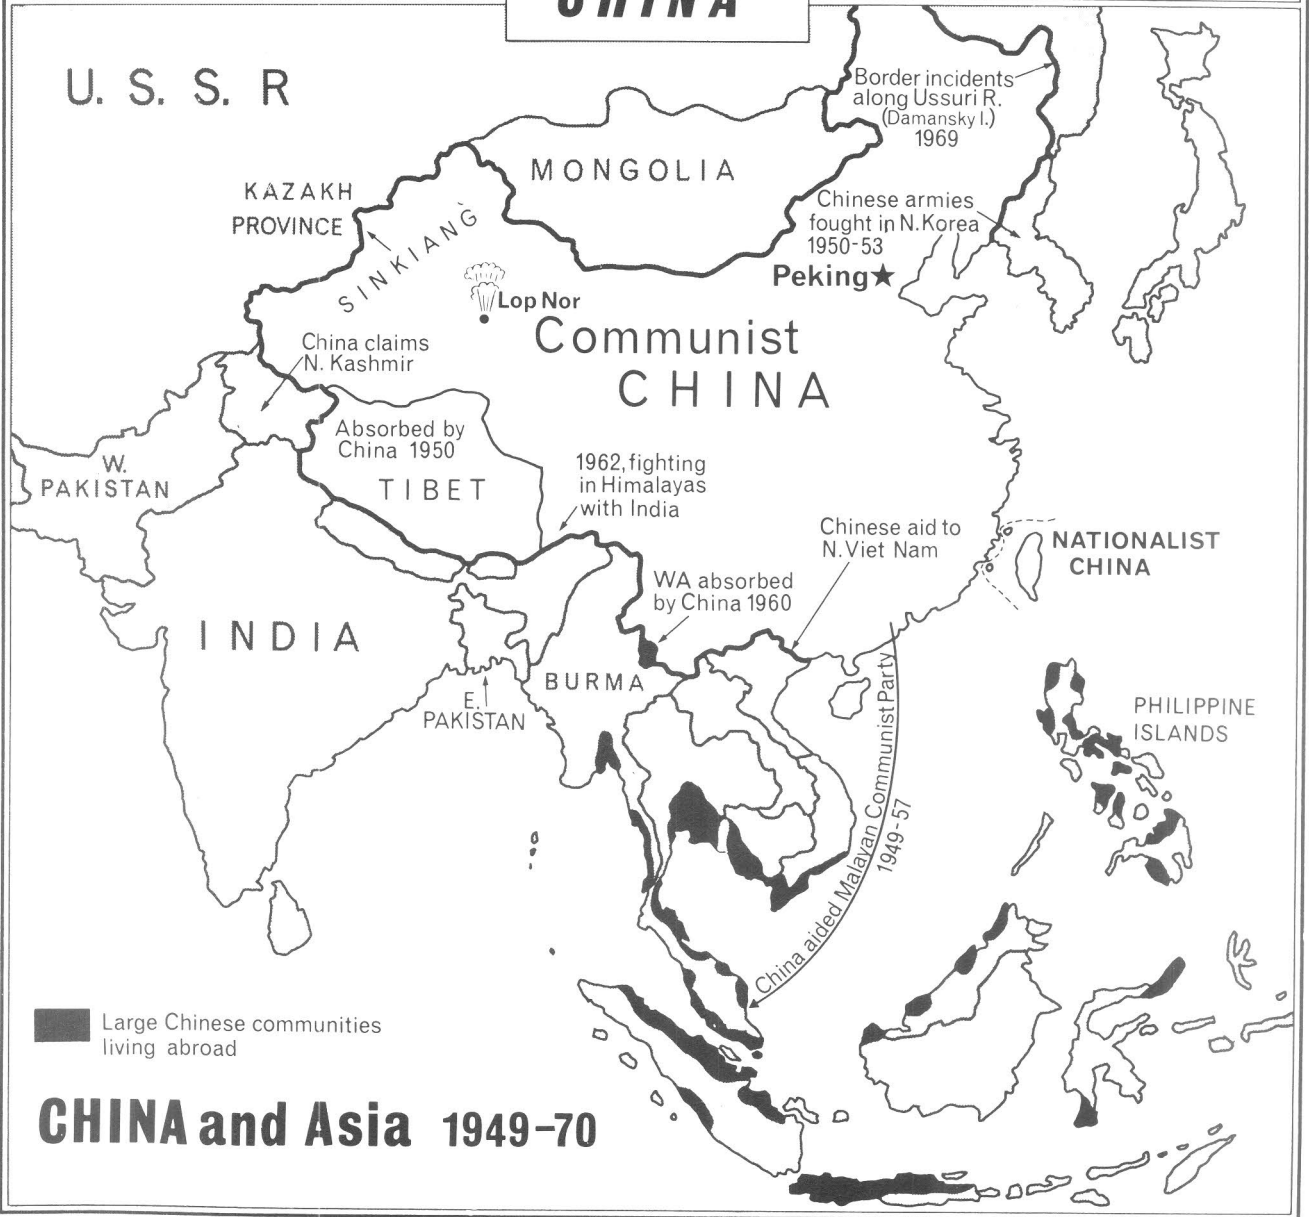 CHINA
U. S. S. R
Border incidents
along Ussuri R.
(Damansky I.)
1969
MONGOLIA
KAZAKH
PROVINCE
SINKIANG
Chinese armies
fought in N. Korea
1950-53
Peking
Lop Nor
Communist
CHINA
China claims
N. Kashmir
Absorbed by
China 1950
TIBET
W.
PAKISTAN
1962, fighting
in Himalayas
with India
Chinese aid to
N. Viet Nam
NATIONALIST
CHINA
WA absorbed
by China 1960
INDIA
BURMA
E.
PAKISTAN
PHILIPPINE
ISLANDS
China aided Malayan Communist Party
1949-57
Large Chinese communities
living abroad
CHINA and Asia 1949-70